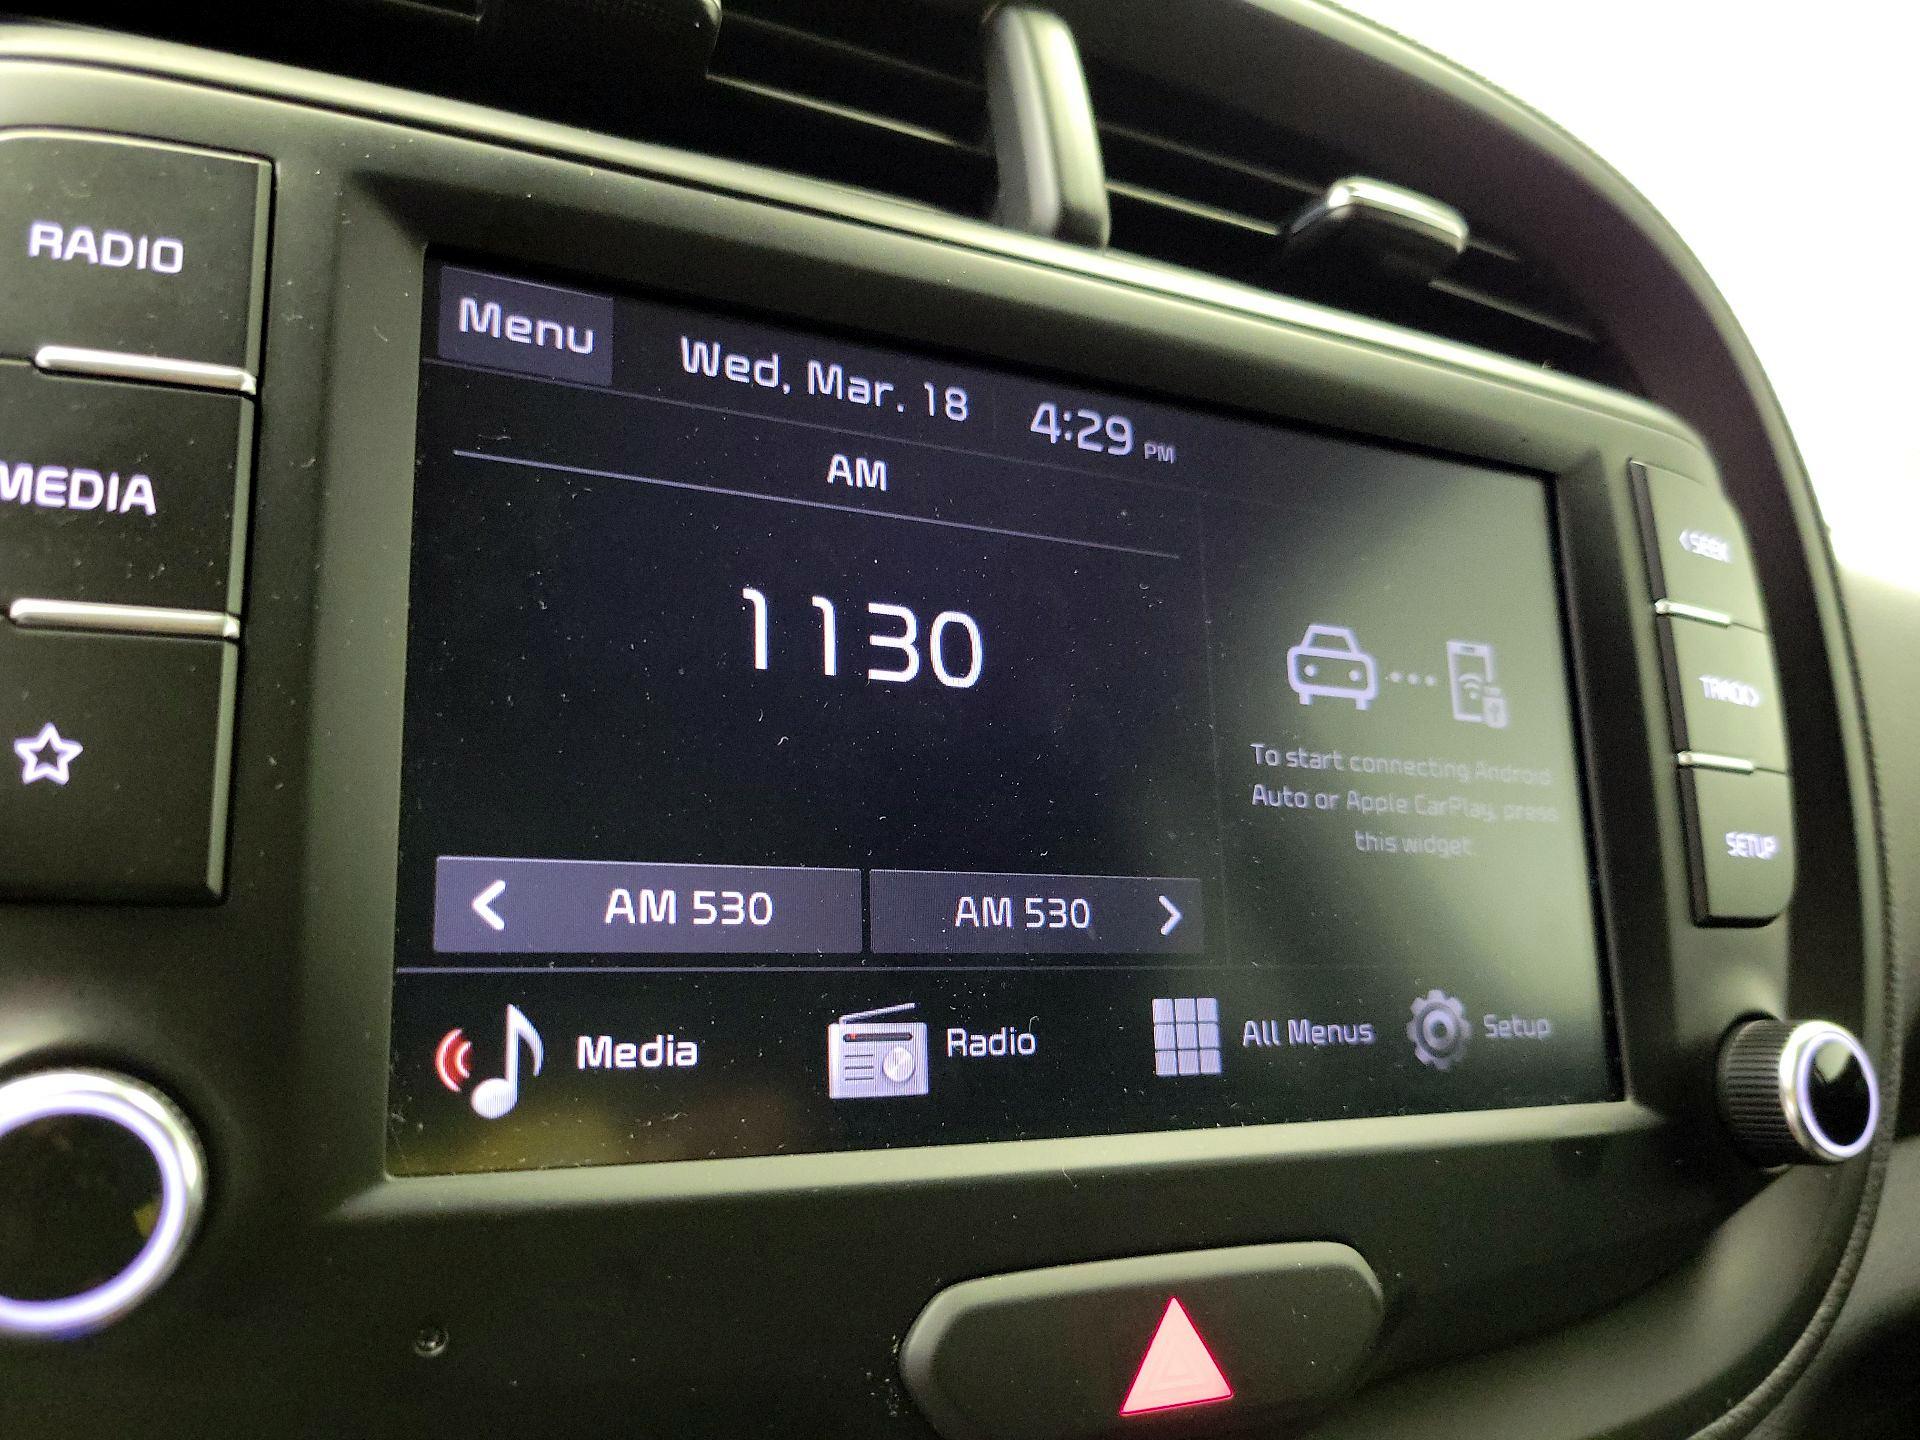 RADIO
MEDIA
Menu
Wed, Mar. 18
4:29 PM
AM
1130
AM 530
AM 530
To start connecting Android
Auto or Apple CarPlay, press
this widget.
Media
Radio
All Menus
Setup
<SEEK
TRACK>
SETUP